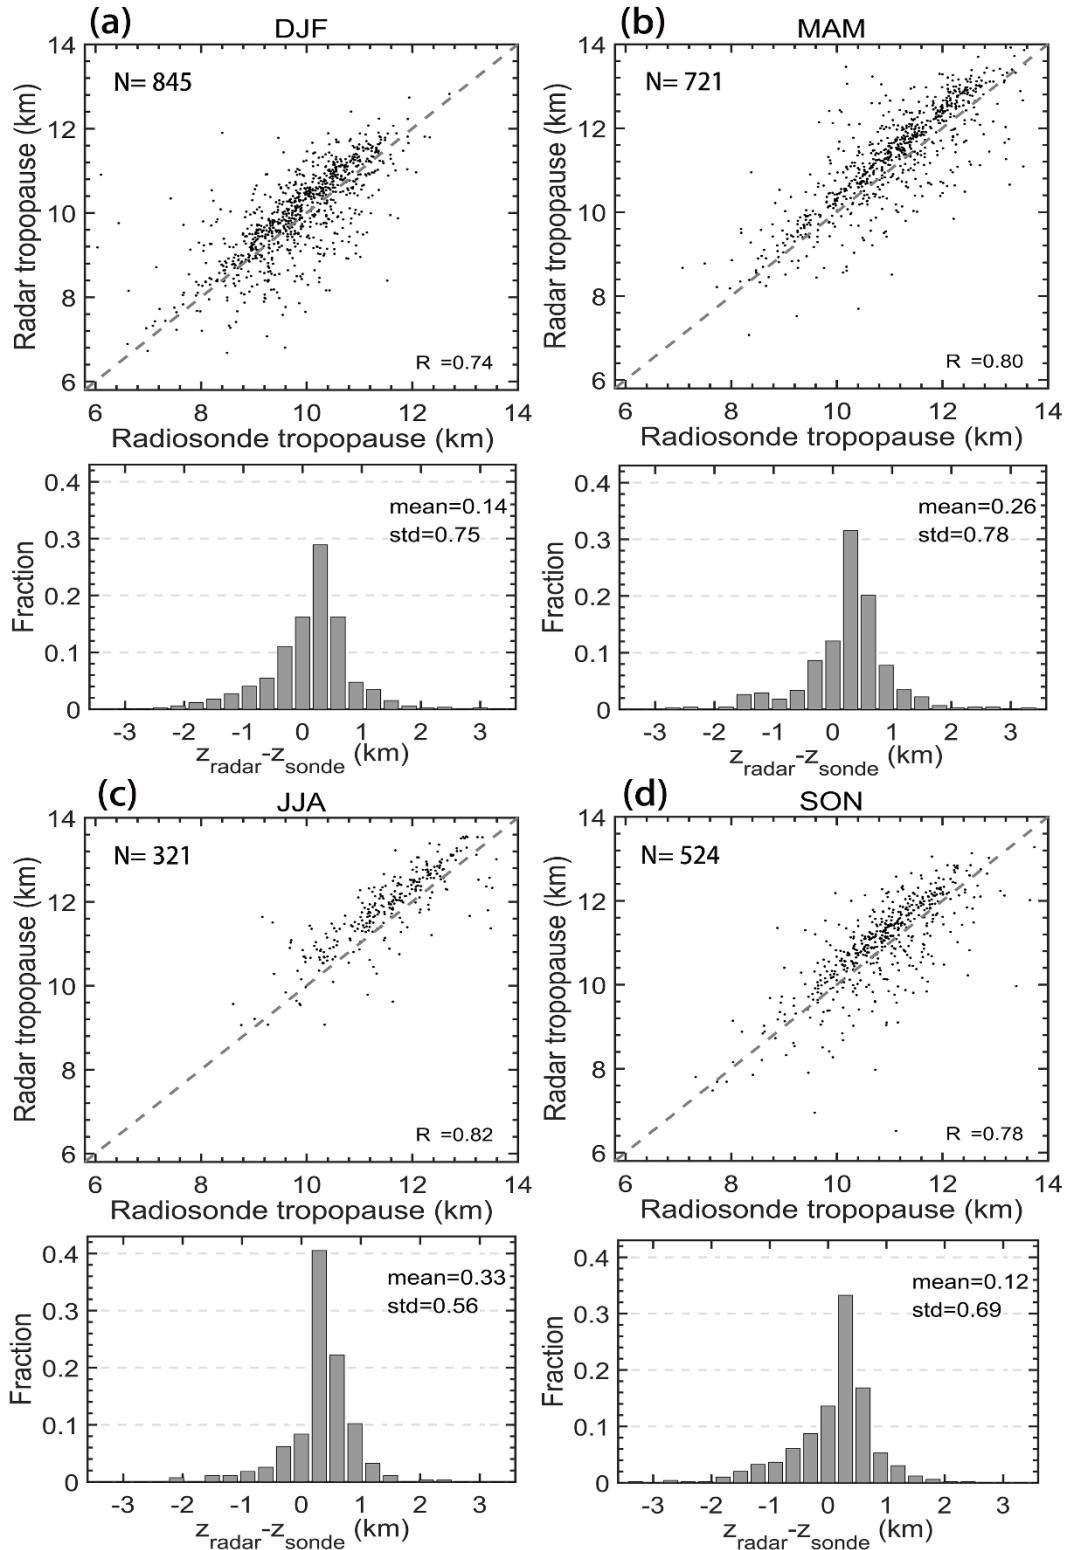 (a)
DJF
N= 845
R =0.74
14
12
10
8
6
Radar tropopause (km)
6 8 10 12 14
Radiosonde tropopause (km)
mean=0.14
std=0.75
0.4
0.3
0.2
0.1
0
Fraction
-3 -2 -1 0 1 2 3
zradar-zsonde (km)
(b)
MAM
N= 721
R =0.80
14
12
10
8
6
Radar tropopause (km)
6 8 10 12 14
Radiosonde tropopause (km)
mean=0.26
std=0.78
0.4
0.3
0.2
0.1
0
Fraction
-3 -2 -1 0 1 2 3
zradar-zsonde (km)
(c)
JJA
N= 321
R =0.82
14
12
10
8
6
Radar tropopause (km)
6 8 10 12 14
Radiosonde tropopause (km)
mean=0.33
std=0.56
0.4
0.3
0.2
0.1
0
Fraction
-3 -2 -1 0 1 2 3
zradar-zsonde (km)
(d)
SON
N= 524
R =0.78
14
12
10
8
6
Radar tropopause (km)
6 8 10 12 14
Radiosonde tropopause (km)
mean=0.12
std=0.69
0.4
0.3
0.2
0.1
0
Fraction
-3 -2 -1 0 1 2 3
zradar-zsonde (km)